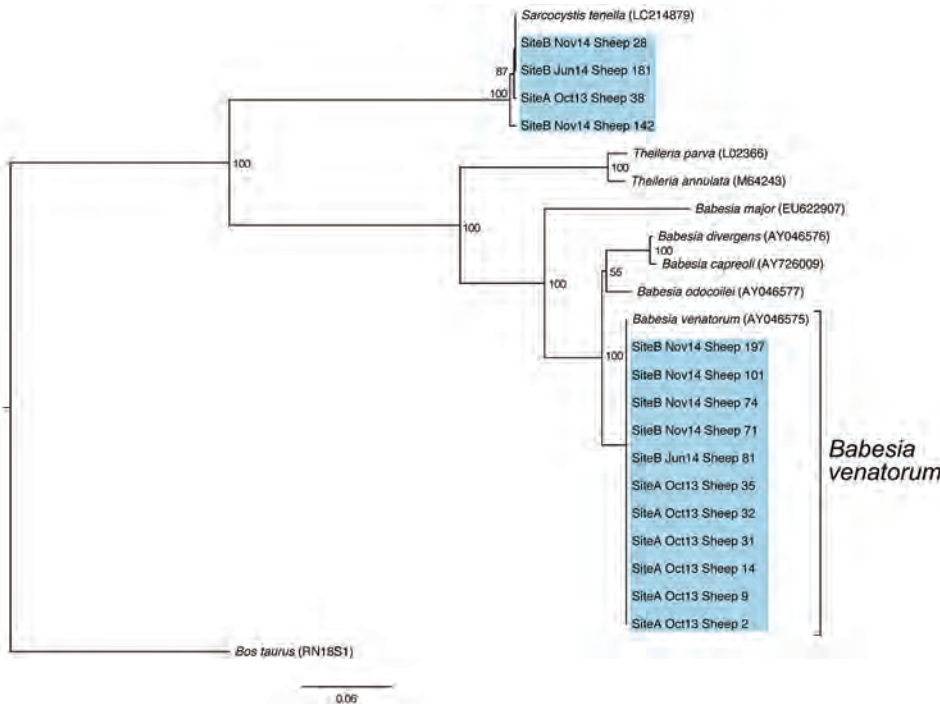 Sarcocystis tenella (LC214879)
SiteB Nov14 Sheep 28
87
SiteB Jun14 Sheep 181
100
SiteA Oct13 Sheep 38
SiteB Nov14 Sheep 142
100
Theileria parva (L02366)
100
Theileria annulata (M64243)
100
Babesia major (EU622907)
Babesia divergens (AY046576)
100
Babesia capreoli (AY726009)
55
100
Babesia odocoilei (AY046577)
Babesia venatorum (AY046575)
100
SiteB Nov14 Sheep 197
SiteB Nov14 Sheep 101
SiteB Nov14 Sheep 74
SiteB Nov14 Sheep 71
SiteB Jun14 Sheep 81
SiteA Oct13 Sheep 35
SiteA Oct13 Sheep 32
SiteA Oct13 Sheep 31
SiteA Oct13 Sheep 14
SiteA Oct13 Sheep 9
SiteA Oct13 Sheep 2
Babesia
venatorum
Bos taurus (RN18S1)
0.06